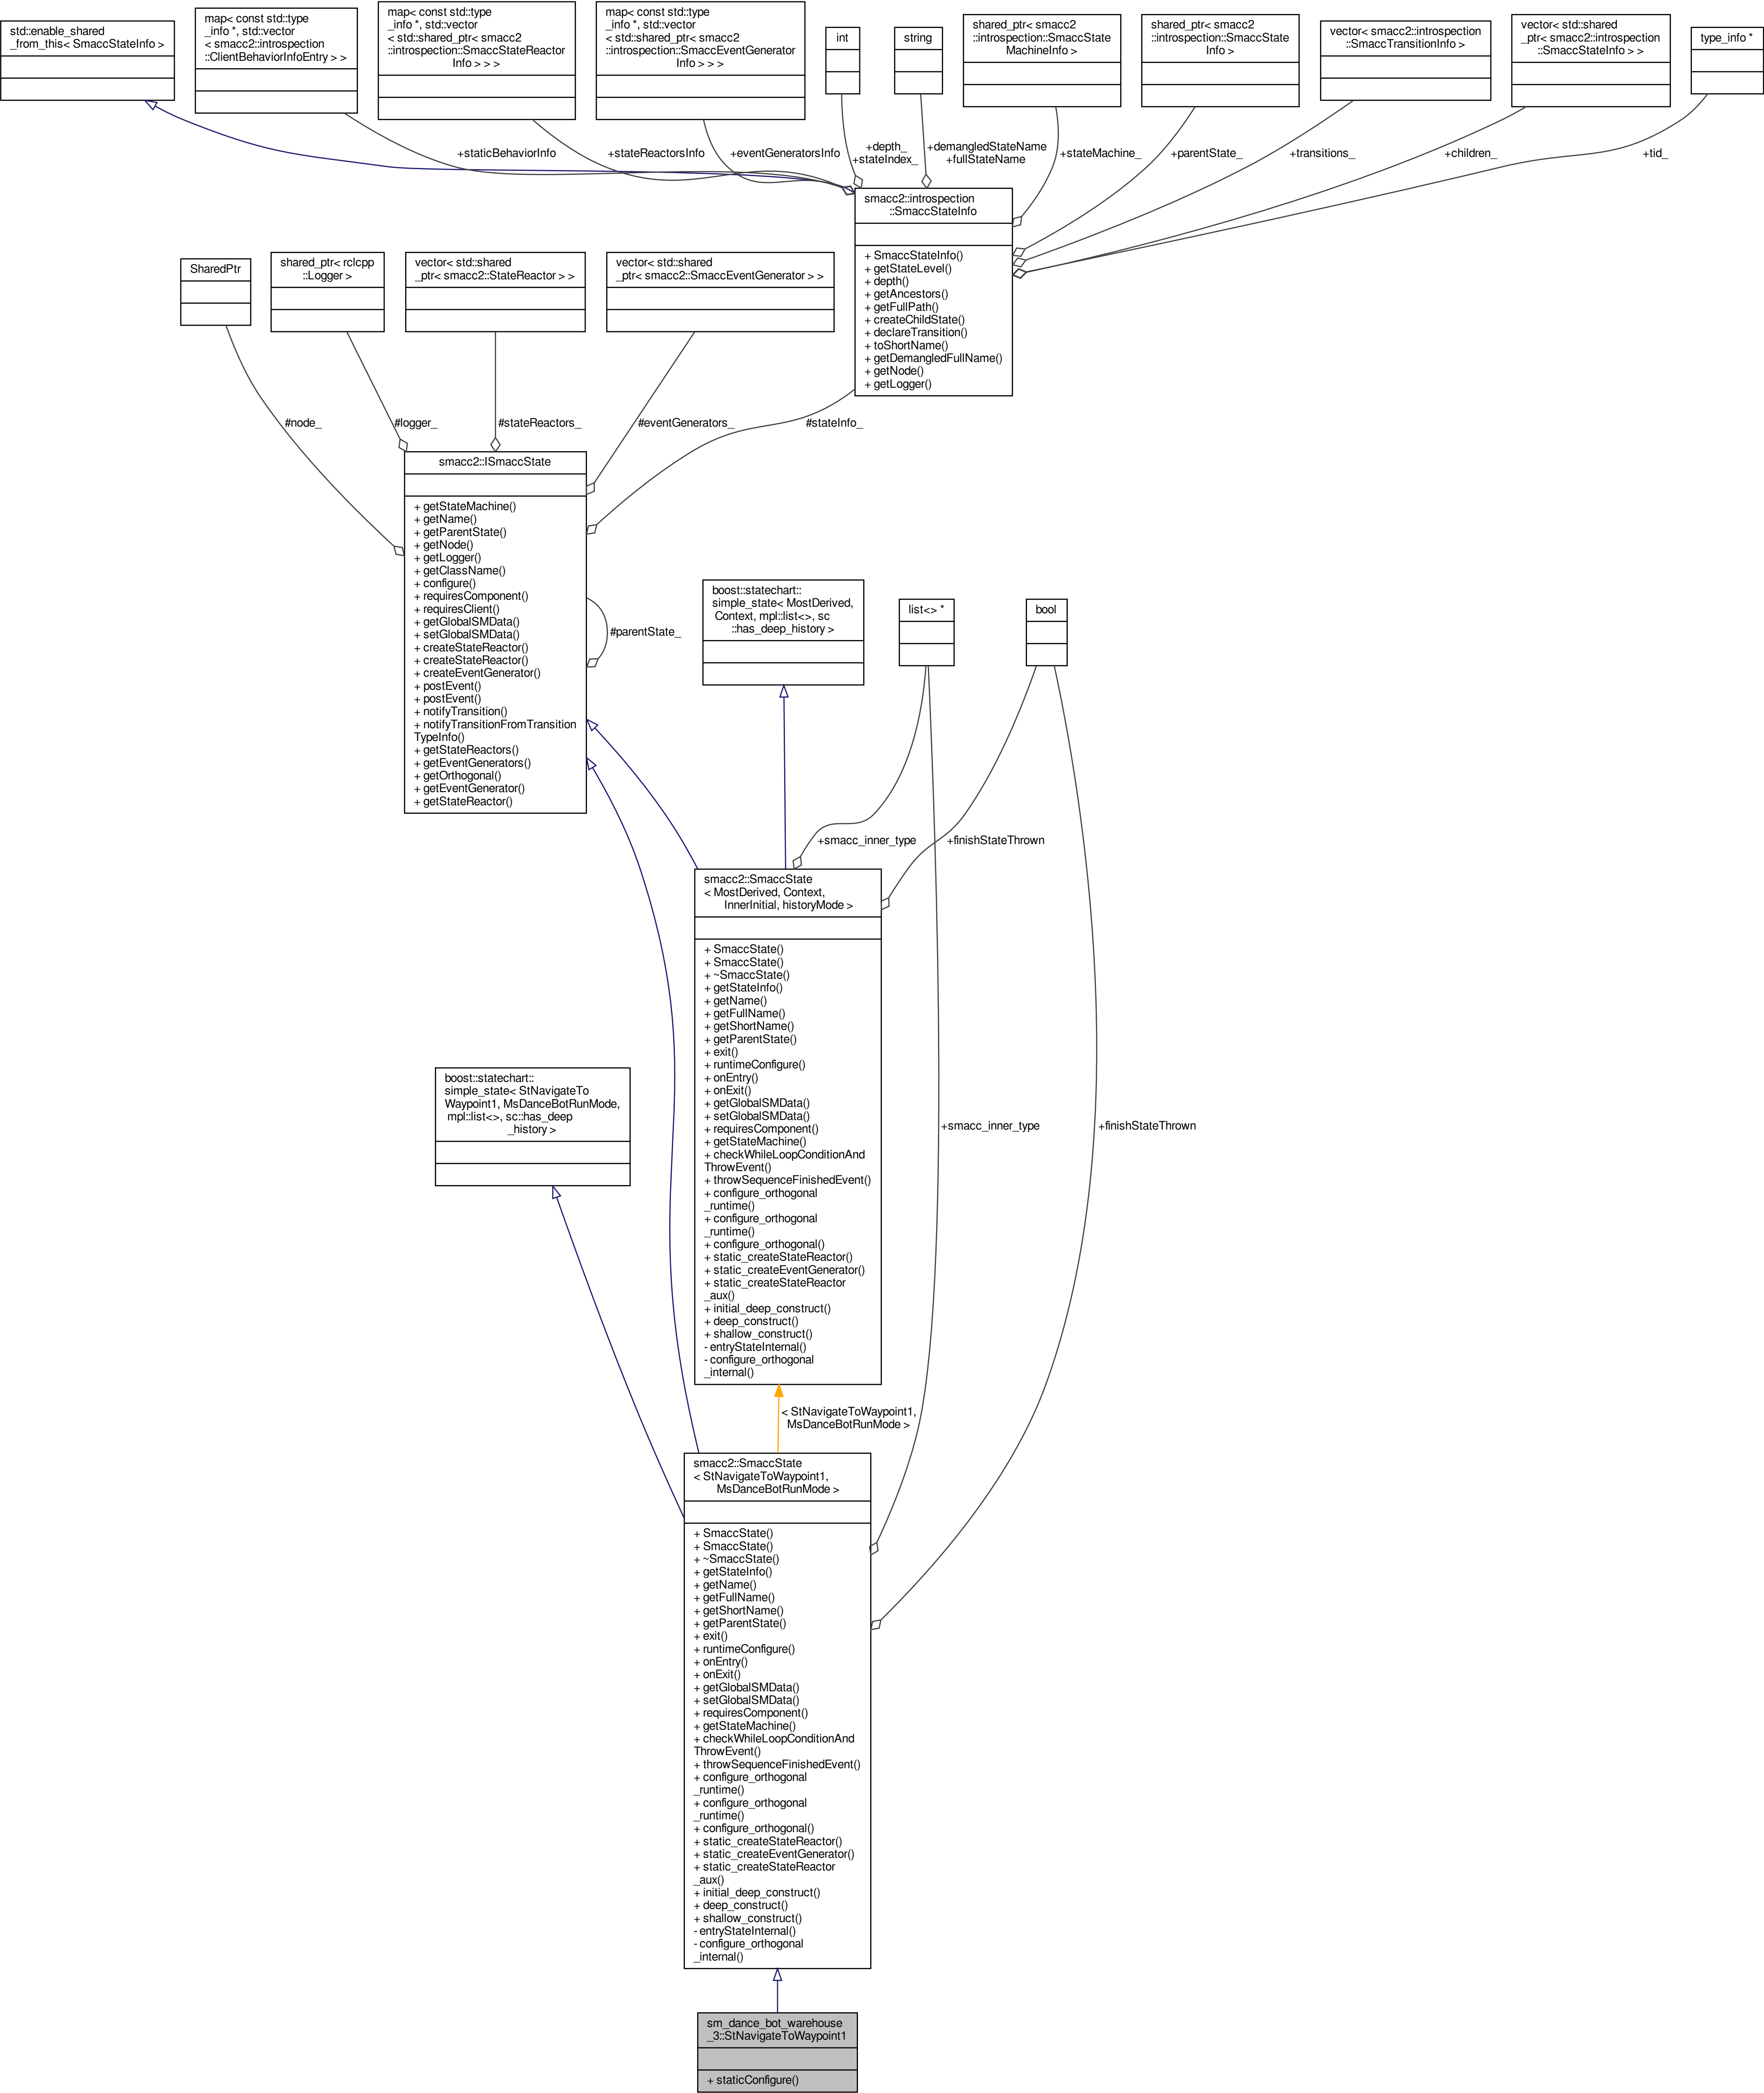 std::enable_shared
_from_this< SmaccStateInfo >
map< const std::type
_info *, std::vector
< smacc2::introspection
::ClientBehaviorInfoEntry > >
map< const std::type
_info *, std::vector
< std::shared_ptr< smacc2
::introspection::SmaccStateReactor
Info > > >
map< const std::type
_info *, std::vector
< std::shared_ptr< smacc2
::introspection::SmaccEventGenerator
Info > > >
int
string
shared_ptr< smacc2
::introspection::SmaccState
MachineInfo >
shared_ptr< smacc2
::introspection::SmaccState
Info >
vector< smacc2::introspection
::SmaccTransitionInfo >
vector< std::shared
_ptr< smacc2::introspection
::SmaccStateInfo > >
type_info *
+staticBehaviorInfo
+stateReactorsInfo
+eventGeneratorsInfo
+depth_
+stateIndex_
+demangledStateName
+fullStateName
+stateMachine_
+parentState_
+transitions_
+children_
+tid_
smacc2::introspection
::SmaccStateInfo
+ SmaccStateInfo()
+ getStateLevel()
+ depth()
+ getAncestors()
+ getFullPath()
+ createChildState()
+ declareTransition()
+ toShortName()
+ getDemangledFullName()
+ getNode()
+ getLogger()
SharedPtr
shared_ptr< rclcpp
::Logger >
vector< std::shared
_ptr< smacc2::StateReactor > >
vector< std::shared
_ptr< smacc2::SmaccEventGenerator > >
#node_
#logger_
#stateReactors_
#eventGenerators_
#stateInfo_
smacc2::ISmaccState
+ getStateMachine()
+ getName()
+ getParentState()
+ getNode()
+ getLogger()
+ getClassName()
+ configure()
+ requiresComponent()
+ requiresClient()
+ getGlobalSMData()
+ setGlobalSMData()
+ createStateReactor()
+ createStateReactor()
+ createEventGenerator()
+ postEvent()
+ postEvent()
+ notifyTransition()
+ notifyTransitionFromTransition
TypeInfo()
+ getStateReactors()
+ getEventGenerators()
+ getOrthogonal()
+ getEventGenerator()
+ getStateReactor()
#parentState_
boost::statechart::
simple_state< MostDerived,
Context, mpl::list<>, sc
::has_deep_history >
list<> *
bool
+smacc_inner_type
+finishStateThrown
smacc2::SmaccState
< MostDerived, Context,
InnerInitial, historyMode >
+ SmaccState()
+ SmaccState()
+ ~SmaccState()
+ getStateInfo()
+ getName()
+ getFullName()
+ getShortName()
+ getParentState()
+ exit()
+ runtimeConfigure()
+ onEntry()
+ onExit()
+ getGlobalSMData()
+ setGlobalSMData()
+ requiresComponent()
+ getStateMachine()
+ checkWhileLoopConditionAnd
ThrowEvent()
+ throwSequenceFinishedEvent()
+ configure_orthogonal
_runtime()
+ configure_orthogonal
_runtime()
+ configure_orthogonal()
+ static_createStateReactor()
+ static_createEventGenerator()
+ static_createStateReactor
_aux()
+ initial_deep_construct()
+ deep_construct()
+ shallow_construct()
- entryStateInternal()
- configure_orthogonal
_internal()
boost::statechart::
simple_state< StNavigateTo
Waypoint1, MsDanceBotRunMode,
mpl::list<>, sc::has_deep
_history >
+smacc_inner_type
+finishStateThrown
< StNavigateToWaypoint1,
MsDanceBotRunMode >
smacc2::SmaccState
< StNavigateToWaypoint1,
MsDanceBotRunMode >
+ SmaccState()
+ SmaccState()
+ ~SmaccState()
+ getStateInfo()
+ getName()
+ getFullName()
+ getShortName()
+ getParentState()
+ exit()
+ runtimeConfigure()
+ onEntry()
+ onExit()
+ getGlobalSMData()
+ setGlobalSMData()
+ requiresComponent()
+ getStateMachine()
+ checkWhileLoopConditionAnd
ThrowEvent()
+ throwSequenceFinishedEvent()
+ configure_orthogonal
_runtime()
+ configure_orthogonal
_runtime()
+ configure_orthogonal()
+ static_createStateReactor()
+ static_createEventGenerator()
+ static_createStateReactor
_aux()
+ initial_deep_construct()
+ deep_construct()
+ shallow_construct()
- entryStateInternal()
- configure_orthogonal
_internal()
sm_dance_bot_warehouse
_3::StNavigateToWaypoint1
+ staticConfigure()